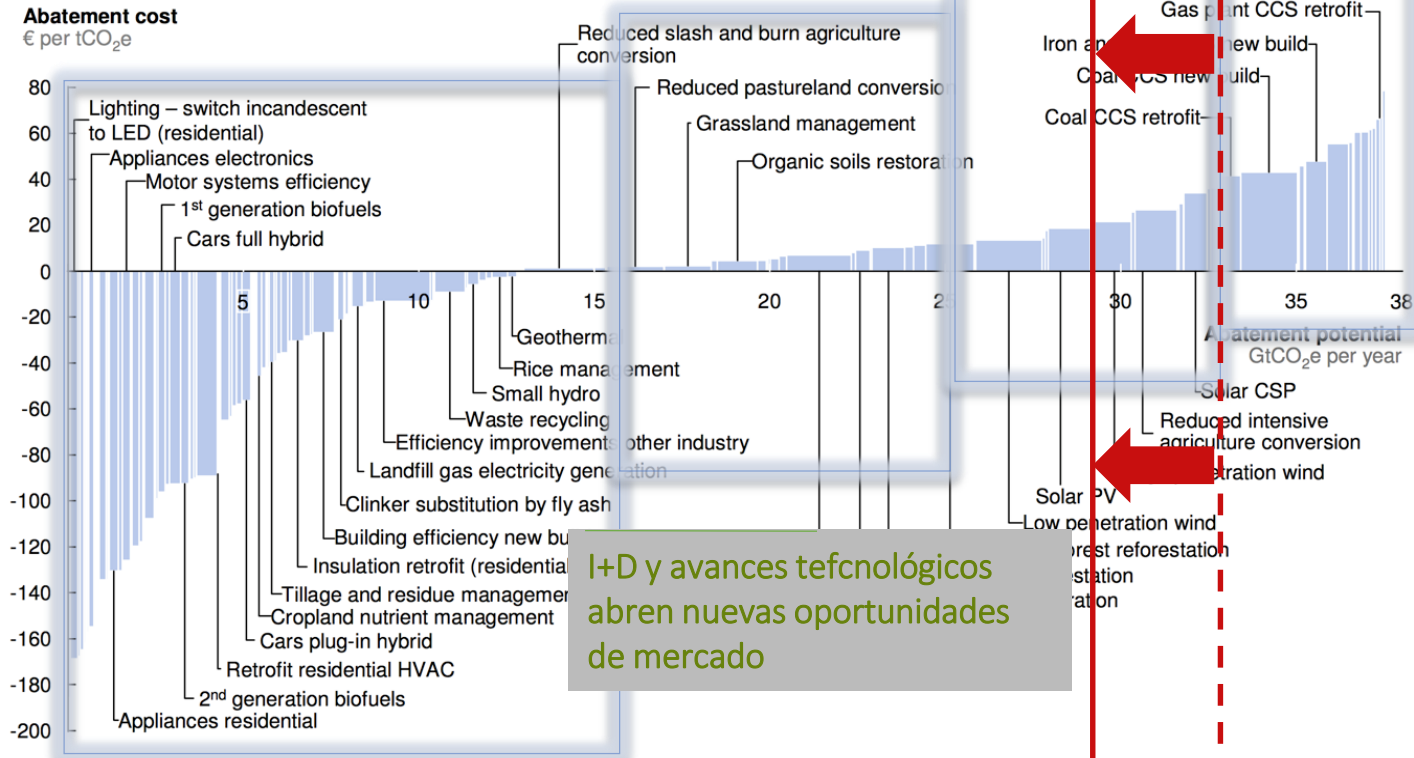 Abatement cost
€ per tCO2e
80
60
40
20
0
-20
-40
-60
-80
-100
-120
-140
-160
-180
-200
Lighting – switch incandescent
to LED (residential)
Appliances electronics
Motor systems efficiency
1st generation biofuels
Cars full hybrid
Reduced slash and burn agriculture
conversion
Reduced pastureland conversion
Grassland management
Organic soils restoration
Gas plant CCS retrofit
Iron an
new build
Coal CCS new build
Coal CCS retrofit
5
10
15
20
25
30
35
38
Abatement potential
GtCO2e per year
Geotherma
Rice management
Small hydro
Waste recycling
Efficiency improvements other industry
Landfill gas electricity generation
Clinker substitution by fly ash
Building efficiency new bu
Insulation retrofit (residential
Tillage and residue managemen
Cropland nutrient management
Cars plug-in hybrid
Retrofit residential HVAC
2nd generation biofuels
Appliances residential
Solar CSP
Reduced intensive
agriculture conversion
etration wind
Solar PV
Low penetration wind
orest reforestation
estation
ration
I+D y avances tefcnológicos
abren nuevas oportunidades
de mercado